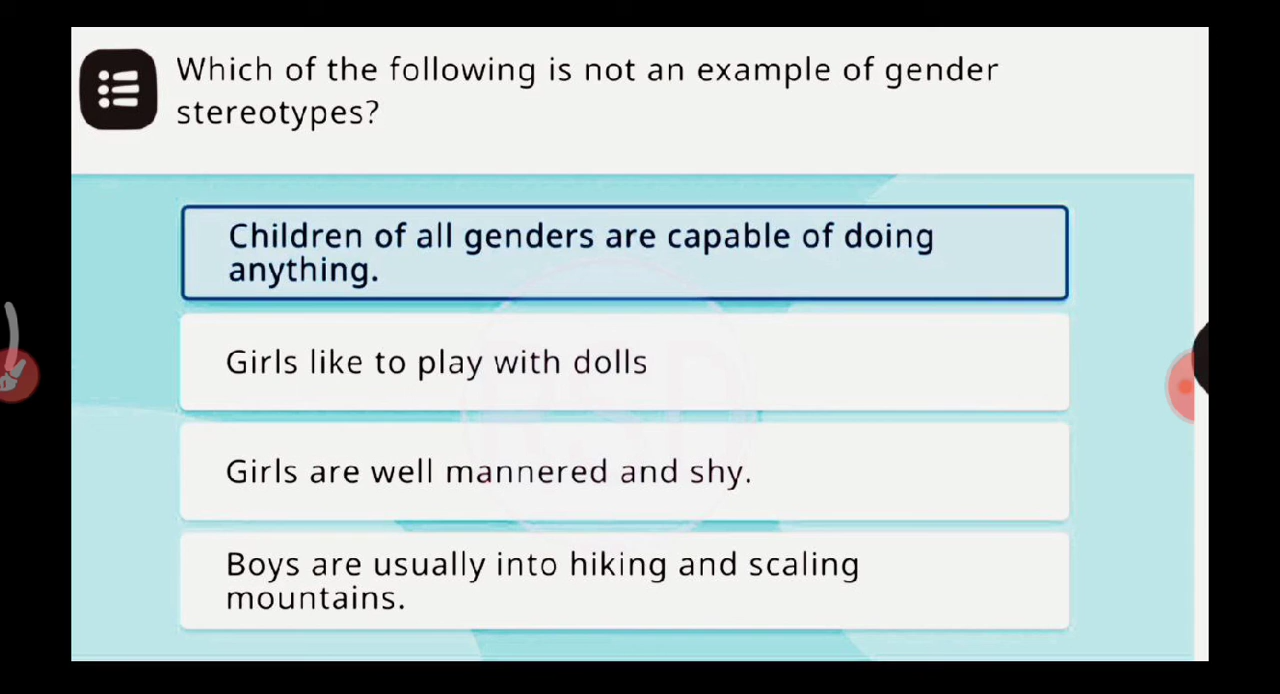 Which of the following is not an example of gender
stereotypes?
Children of all genders are capable of doing
anything.
Girls like to play with dolls
Girls are well mannered and shy.
Boys are usually into hiking and scaling
mountains.